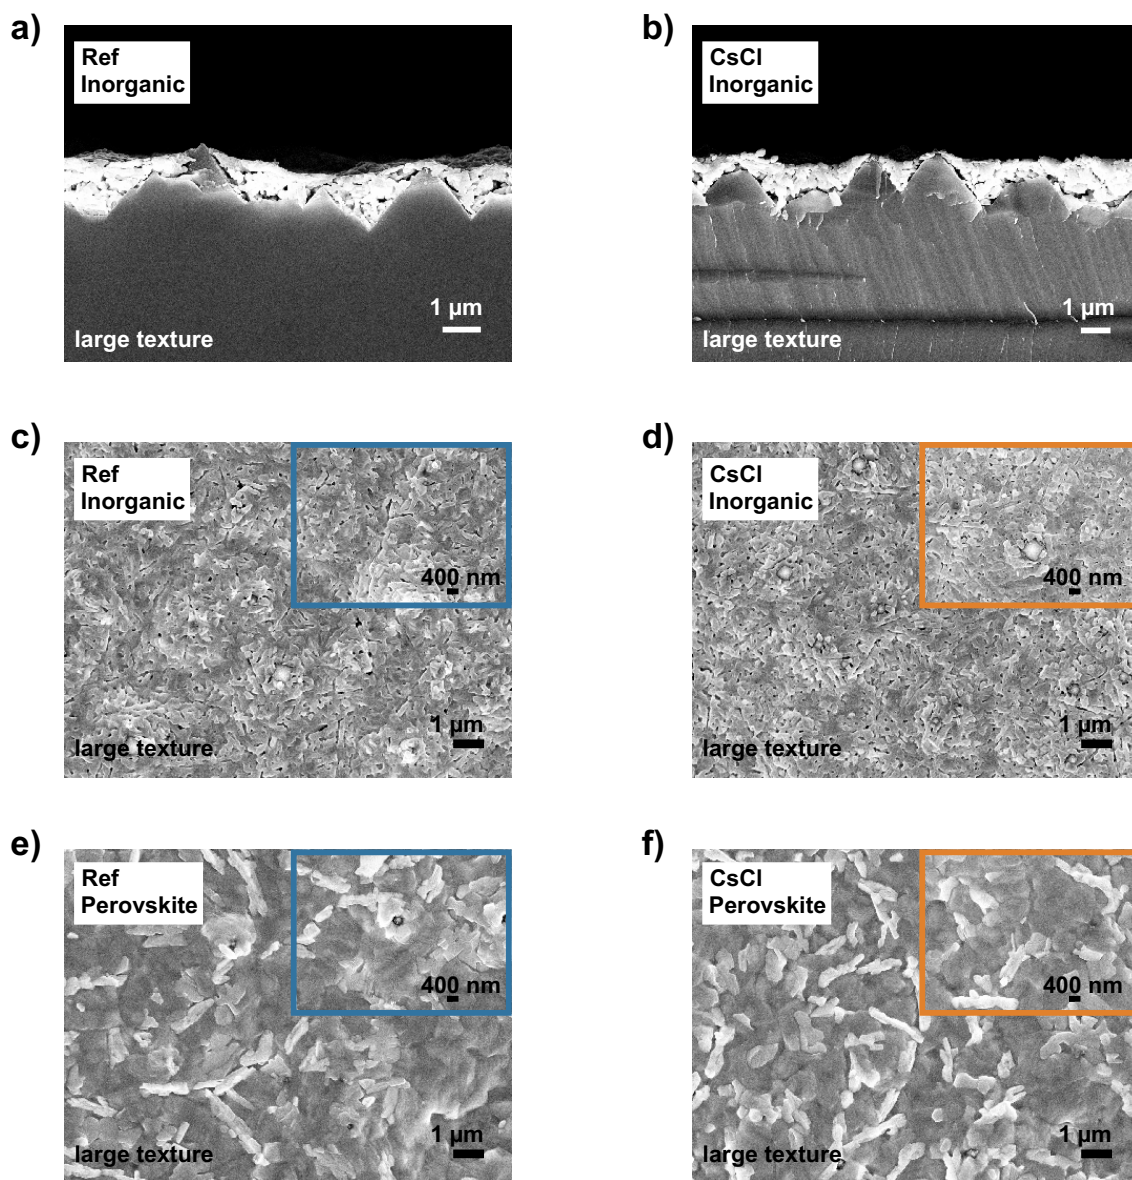 a)
Ref
Inorganic
1 µm
large texture
b)
CsCl
Inorganic
1 µm
large texture
c)
Ref
Inorganic
400 nm
1 µm
large texture
d)
CsCl
Inorganic
400 nm
1 µm
large texture
e)
Ref
Perovskite
400 nm
1 µm
large texture
f)
CsCl
Perovskite
400 nm
1 µm
large texture